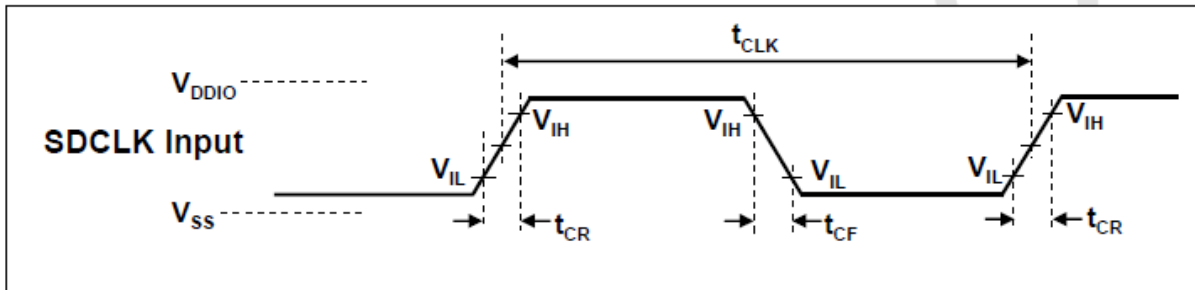 tCLK
VDDIO
SDCLK Input
VIH
VIH
VIH
VIL
VIL
VIL
VSS
tCR
tCF
tCR